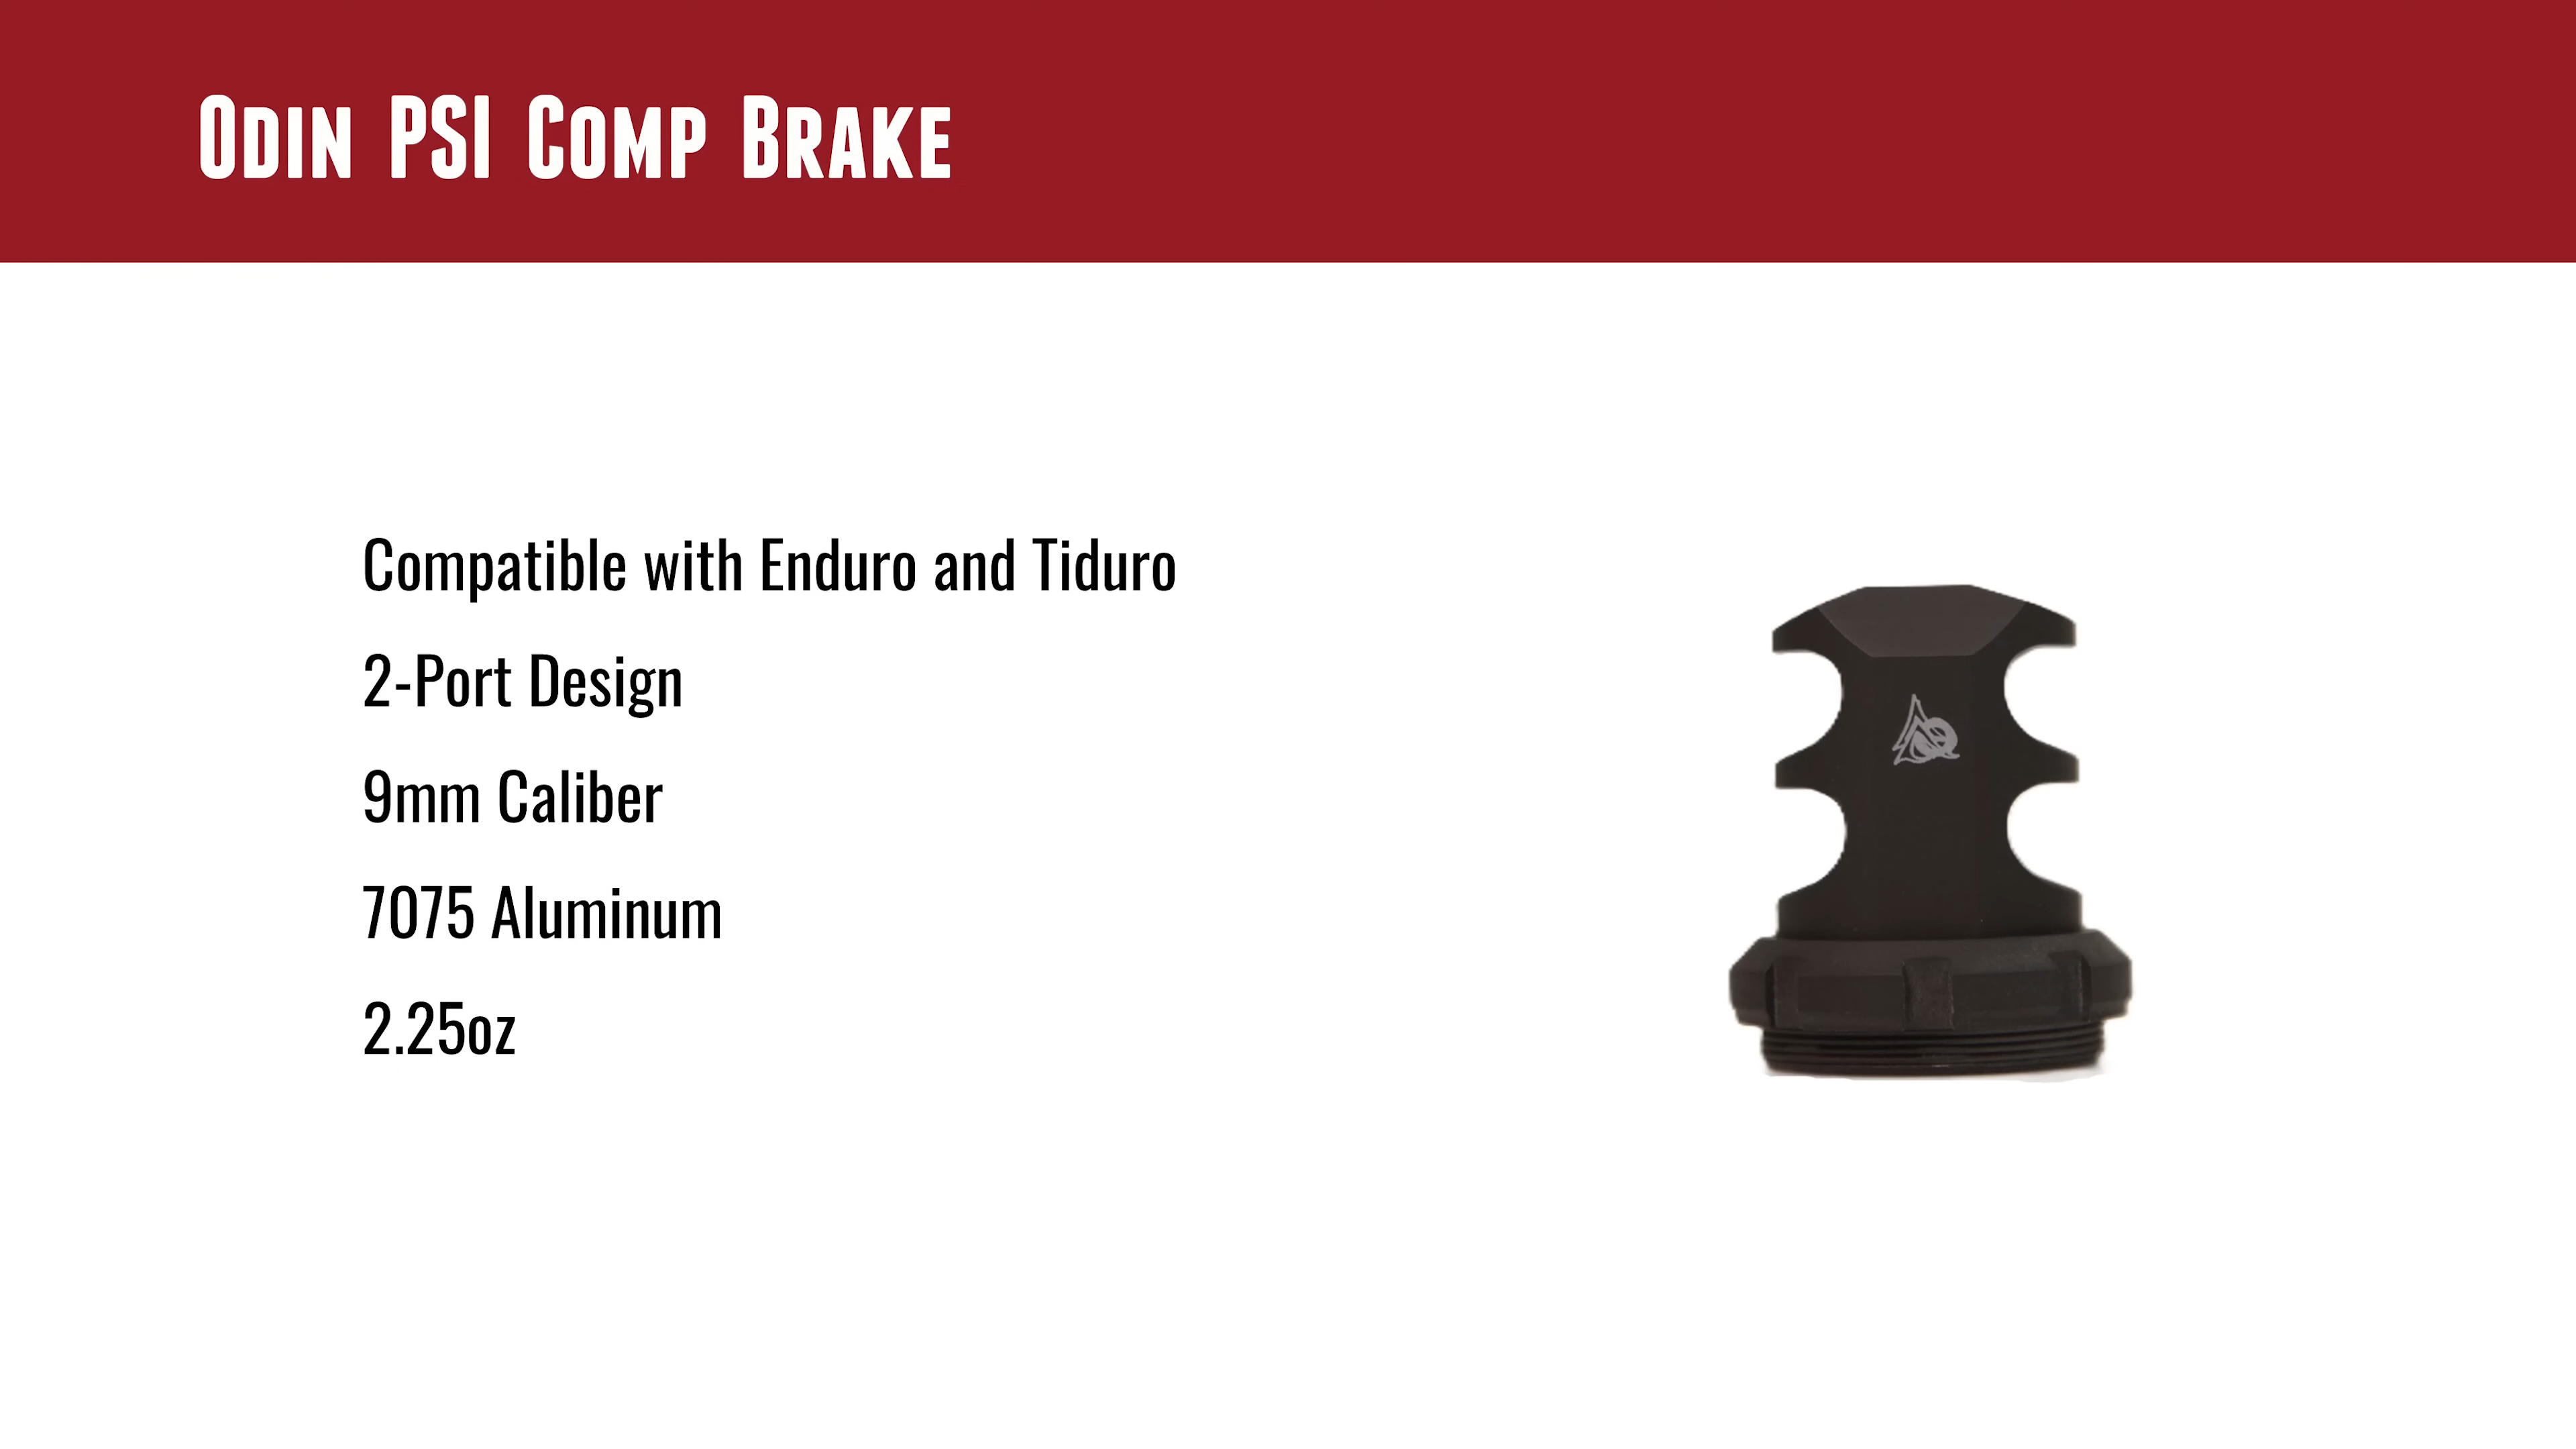 Odin PSI Comp Brake
Compatible with Enduro and Tiduro
2-Port Design
9mm Caliber
7075 Aluminum
2.25oz